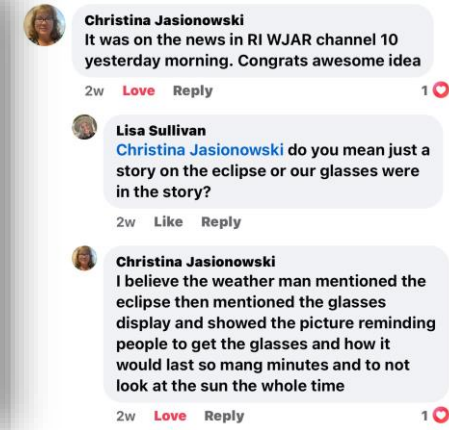 Christina Jasionowski
It was on the news in RI WJAR channel 10
yesterday morning. Congrats awesome idea
2w Love Reply 1
Lisa Sullivan
Christina Jasionowski do you mean just a
story on the eclipse or our glasses were
in the story?
2w Like Reply
Christina Jasionowski
I believe the weather man mentioned the
eclipse then mentioned the glasses
display and showed the picture reminding
people to get the glasses and how it
would last so mang minutes and to not
look at the sun the whole time
2w Love Reply 1